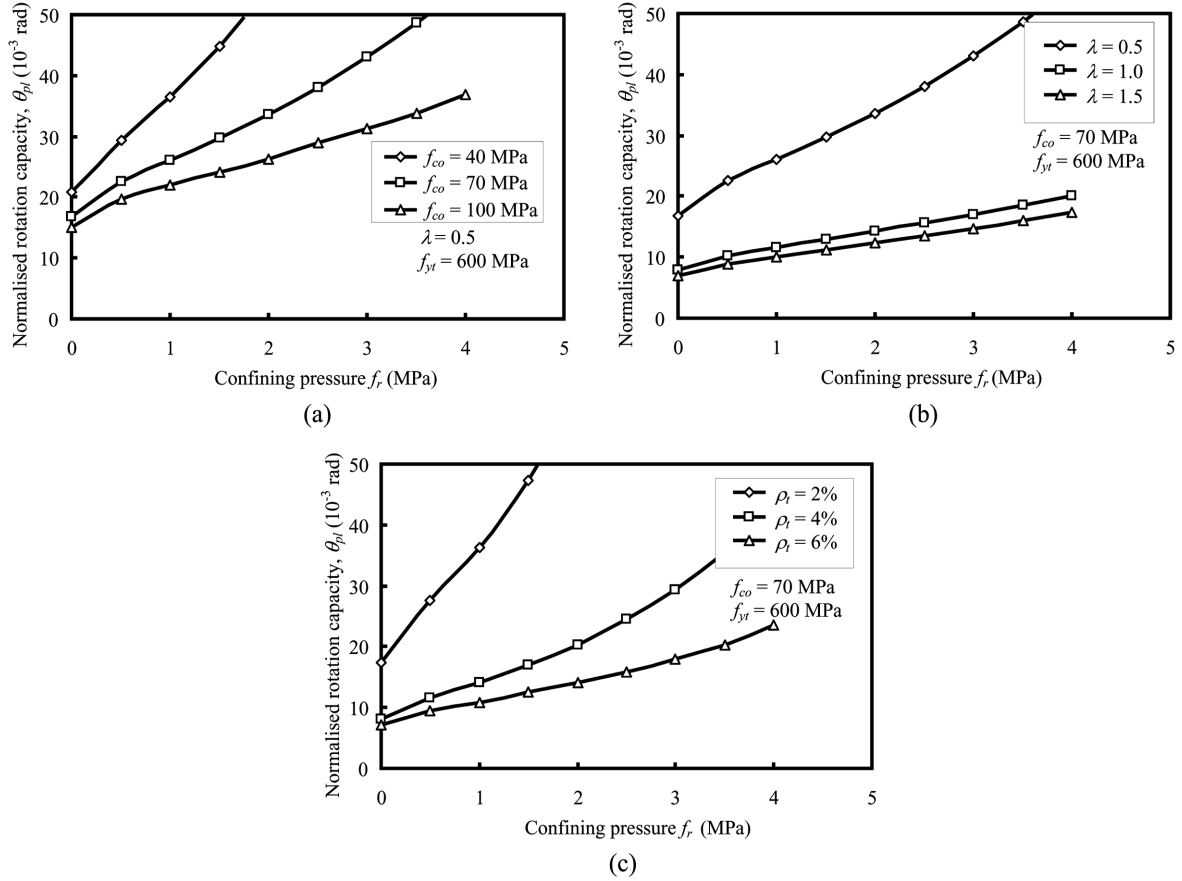 Normalised rotation capacity, θpl (10-3 rad)
50
40
30
20
10
0
fco = 40 MPa
fco = 70 MPa
fco = 100 MPa
λ = 0.5
fyt = 600 MPa
0 1 2 3 4 5
Confining pressure fr (MPa)
(a)
Normalised rotation capacity, θpl (10-3 rad)
50
40
30
20
10
0
λ = 0.5
λ = 1.0
λ = 1.5
fco = 70 MPa
fyt = 600 MPa
0 1 2 3 4 5
Confining pressure fr (MPa)
(b)
Normalised rotation capacity, θpl (10-3 rad)
50
40
30
20
10
0
ρt = 2%
ρt = 4%
ρt = 6%
fco = 70 MPa
fyt = 600 MPa
0 1 2 3 4 5
Confining pressure fr (MPa)
(c)